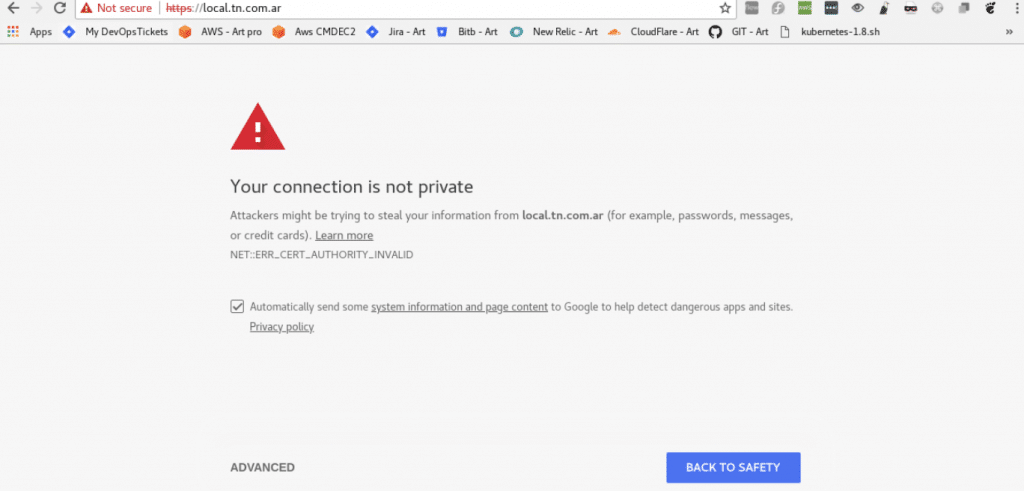 Not secure https://local.tn.com.ar
Apps My DevOpsTickets AWS - Art pro Aws CMDEC2 Jira - Art Bitb - Art New Relic - Art CloudFlare - Art GIT - Art kubernetes-1.8.sh »
Your connection is not private
Attackers might be trying to steal your information from local.tn.com.ar (for example, passwords, messages,
or credit cards). Learn more
NET::ERR_CERT_AUTHORITY_INVALID
Automatically send some system information and page content to Google to help detect dangerous apps and sites.
Privacy policy
ADVANCED BACK TO SAFETY